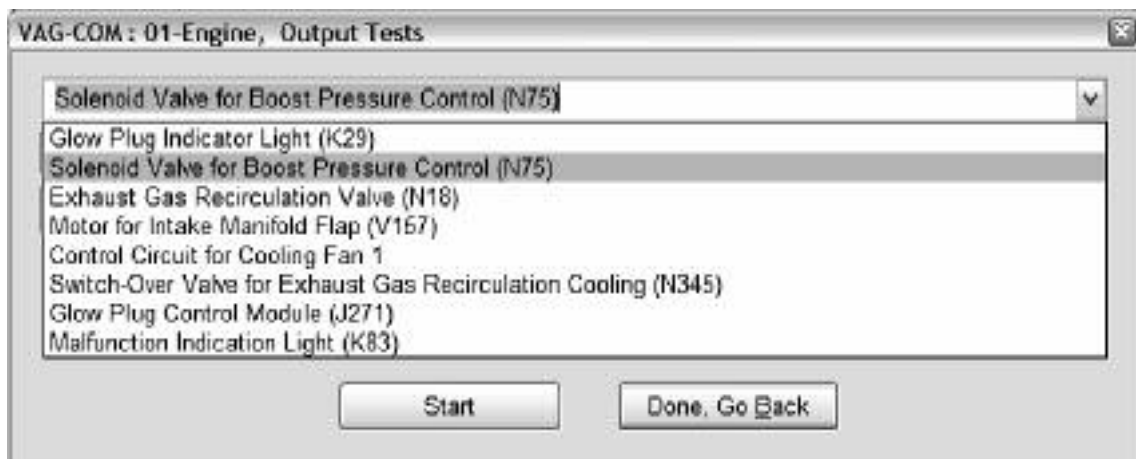 VAG-COM: 01-Engine, Output Tests
Solenoid Valve for Boost Pressure Control (N75)
Glow Plug Indicator Light (K29)
Solenoid Valve for Boost Pressure Control (N75)
Exhaust Gas Recirculation Valve (N18)
Motor for Intake Manifold Flap (V157)
Control Circuit for Cooling Fan 1
Switch-Over Valve for Exhaust Gas Recirculation Cooling (N345)
Glow Plug Control Module (J271)
Malfunction Indication Light (K83)
Start
Done, Go Back